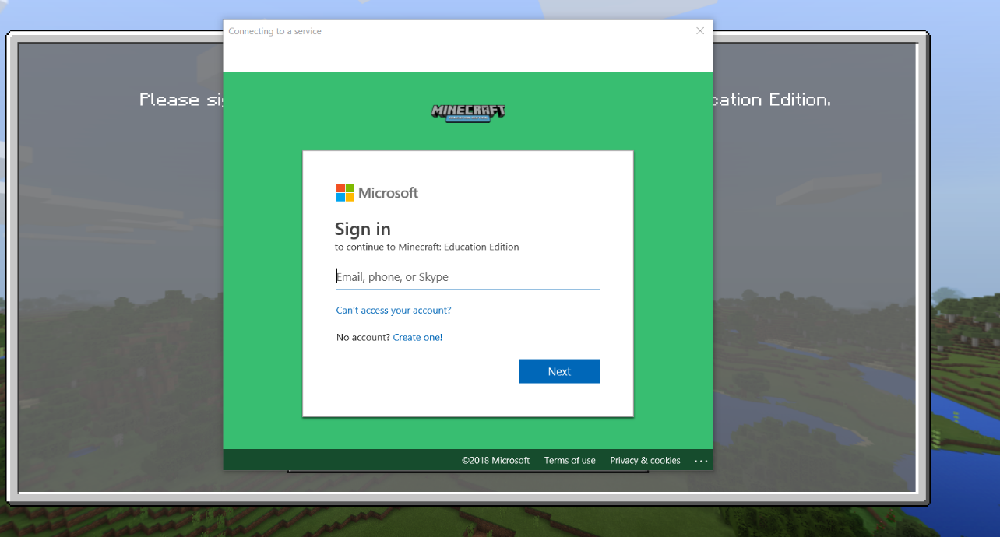 Connecting to a service
Please si
cation Edition.
MINECRAFT
Microsoft
Sign in
to continue to Minecraft: Education Edition
Email, phone, or Skype
Can't access your account?
No account? Create one!
Next
©2018 Microsoft Terms of use Privacy & cookies ...